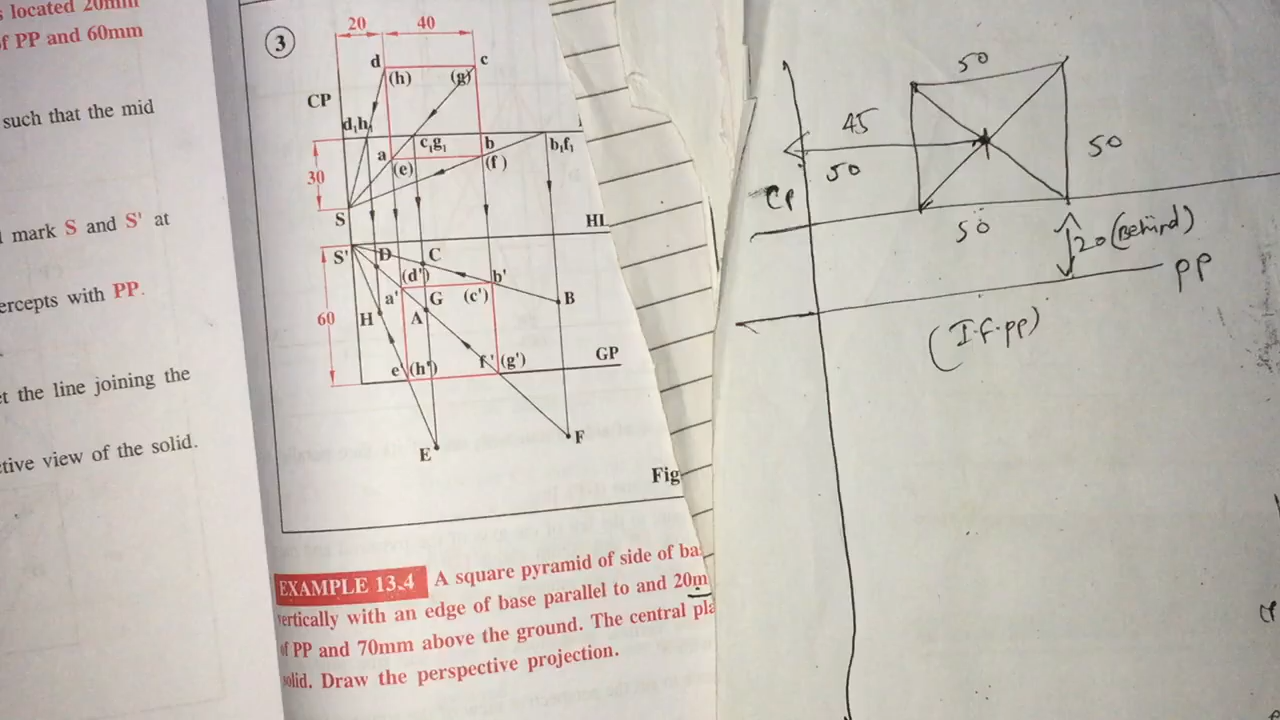 located 20mm
f PP and 60mm
such that the mid
mark S and S' at
ercepts with PP.
t the line joining the
ctive view of the solid.
3
20 40
d c
(h) (g)
CP
d₁h₁
a c₁g₁ b b₁f₁
(e) (f)
30
S HL
S' D C
(d') b'
a' G (c') B
60 H A
GP
e' (h') f' (g')
E F
Fig
EXAMPLE 13.4 A square pyramid of side of ba
ertically with an edge of base parallel to and 20m
of PP and 70mm above the ground. The central pla
solid. Draw the perspective projection.
50
45
50
50
CP
50
20 (Behind)
PP
(I.f.pp)